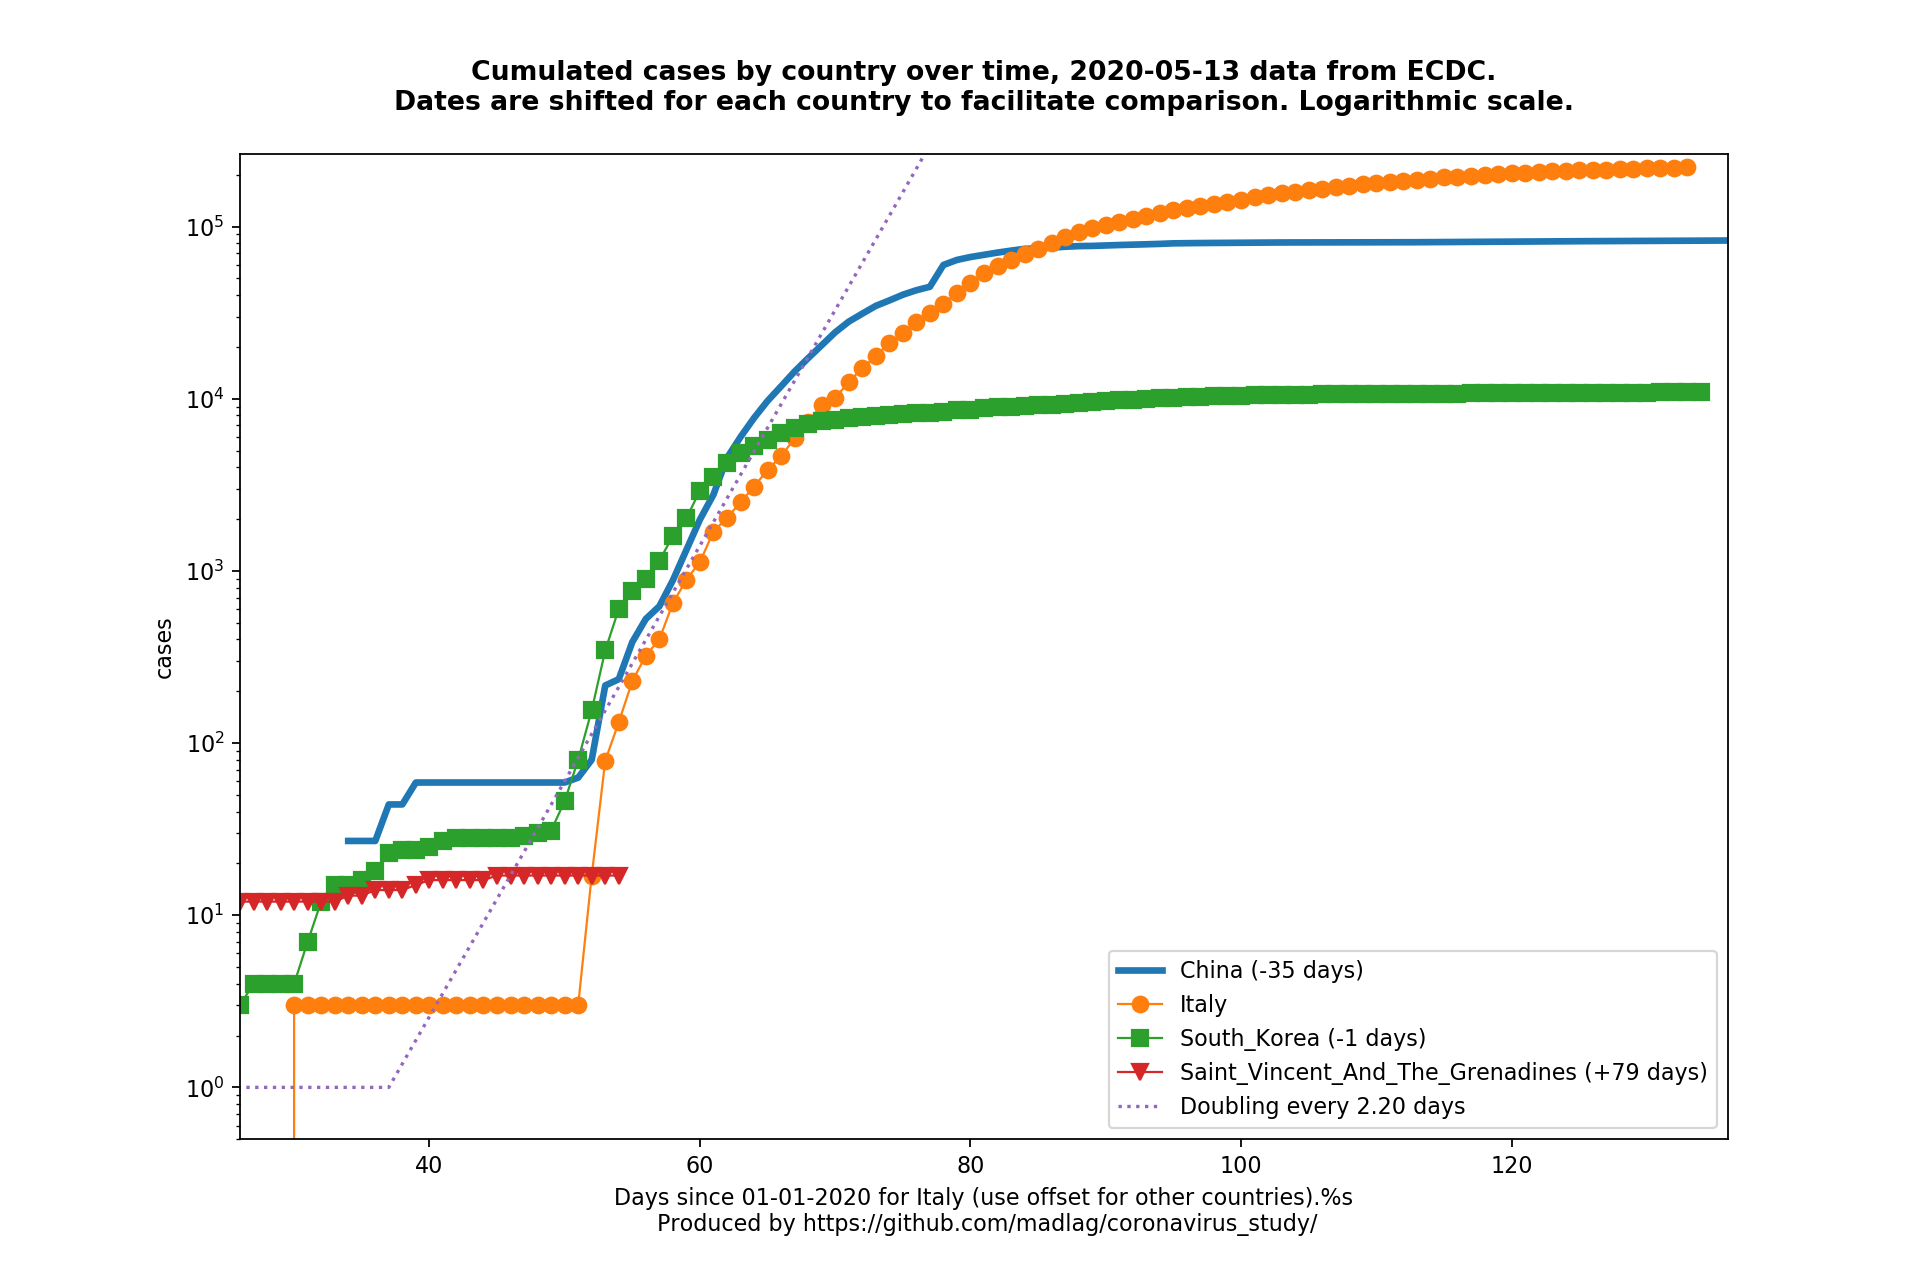 Cumulated cases by country over time, 2020-05-13 data from ECDC.
Dates are shifted for each country to facilitate comparison. Logarithmic scale.
10^5
10^4
10^3
10^2
10^1
10^0
cases
China (-35 days)
Italy
South_Korea (-1 days)
Saint_Vincent_And_The_Grenadines (+79 days)
Doubling every 2.20 days
40 60 80 100 120
Days since 01-01-2020 for Italy (use offset for other countries).%s
Produced by https://github.com/madlag/coronavirus_study/